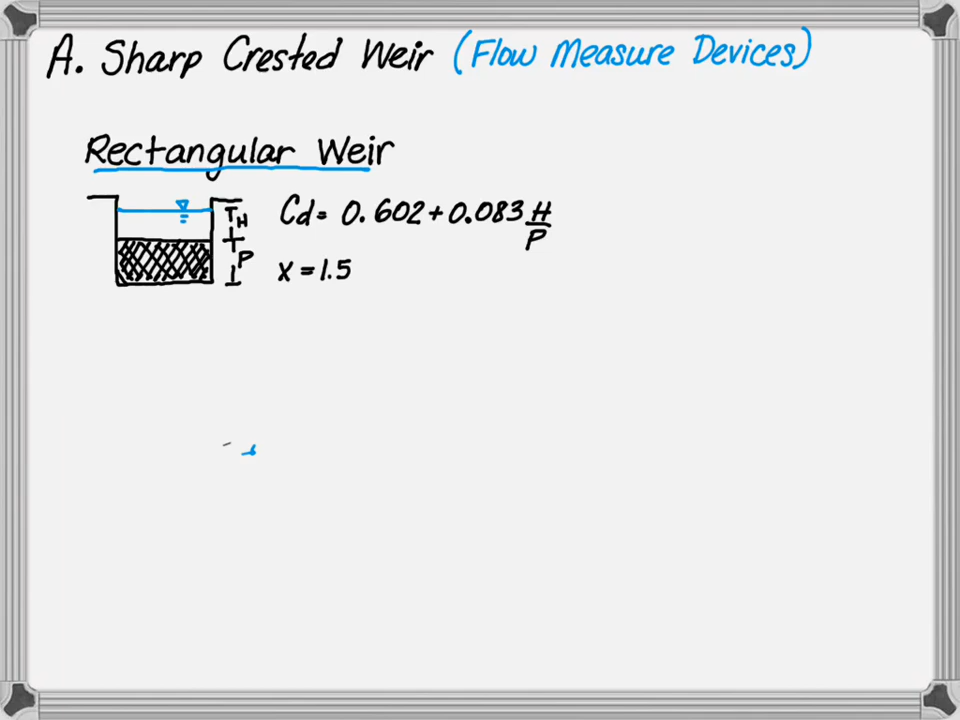 A. Sharp Crested Weir (Flow Measure Devices)
Rectangular Weir
H
P
Cd = 0.602 + 0.083 H/P
x = 1.5